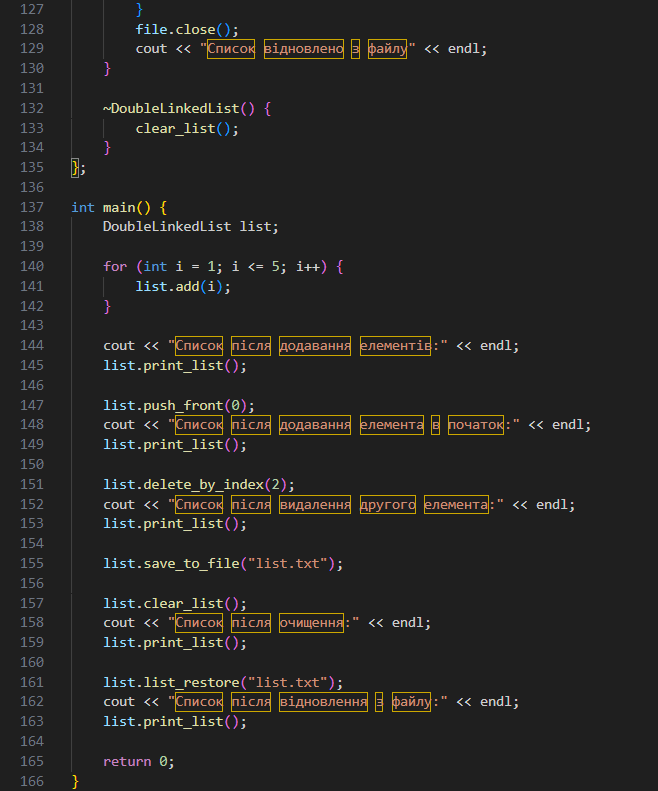 127         }
128         file.close();
129         cout << "Список відновлено з файлу" << endl;
130     }
131
132     ~DoubleLinkedList() {
133         clear_list();
134     }
135 };
136
137 int main() {
138     DoubleLinkedList list;
139
140     for (int i = 1; i <= 5; i++) {
141         list.add(i);
142     }
143
144     cout << "Список після додавання елементів:" << endl;
145     list.print_list();
146
147     list.push_front(0);
148     cout << "Список після додавання елемента в початок:" << endl;
149     list.print_list();
150
151     list.delete_by_index(2);
152     cout << "Список після видалення другого елемента:" << endl;
153     list.print_list();
154
155     list.save_to_file("list.txt");
156
157     list.clear_list();
158     cout << "Список після очищення:" << endl;
159     list.print_list();
160
161     list.list_restore("list.txt");
162     cout << "Список після відновлення з файлу:" << endl;
163     list.print_list();
164
165     return 0;
166 }